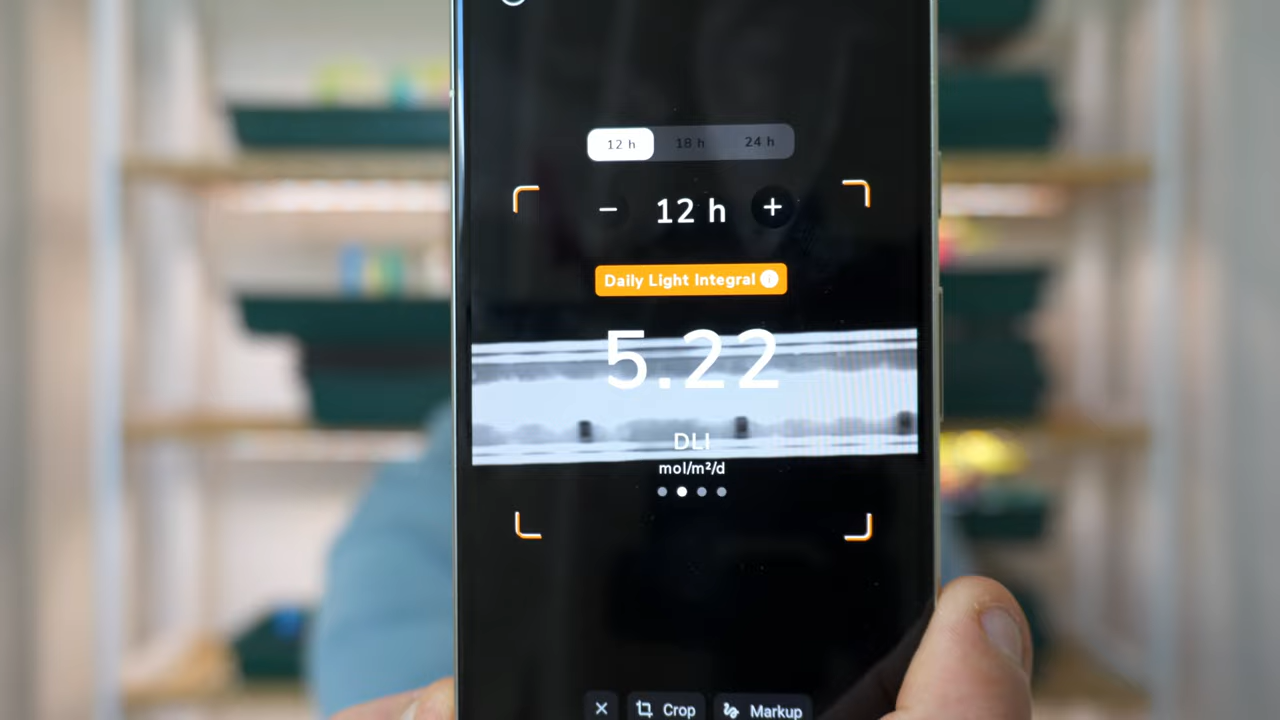 12 h 18 h 24 h
− 12 h +
Daily Light Integral i
5.22
DLI
mol/m²/d
Crop Markup